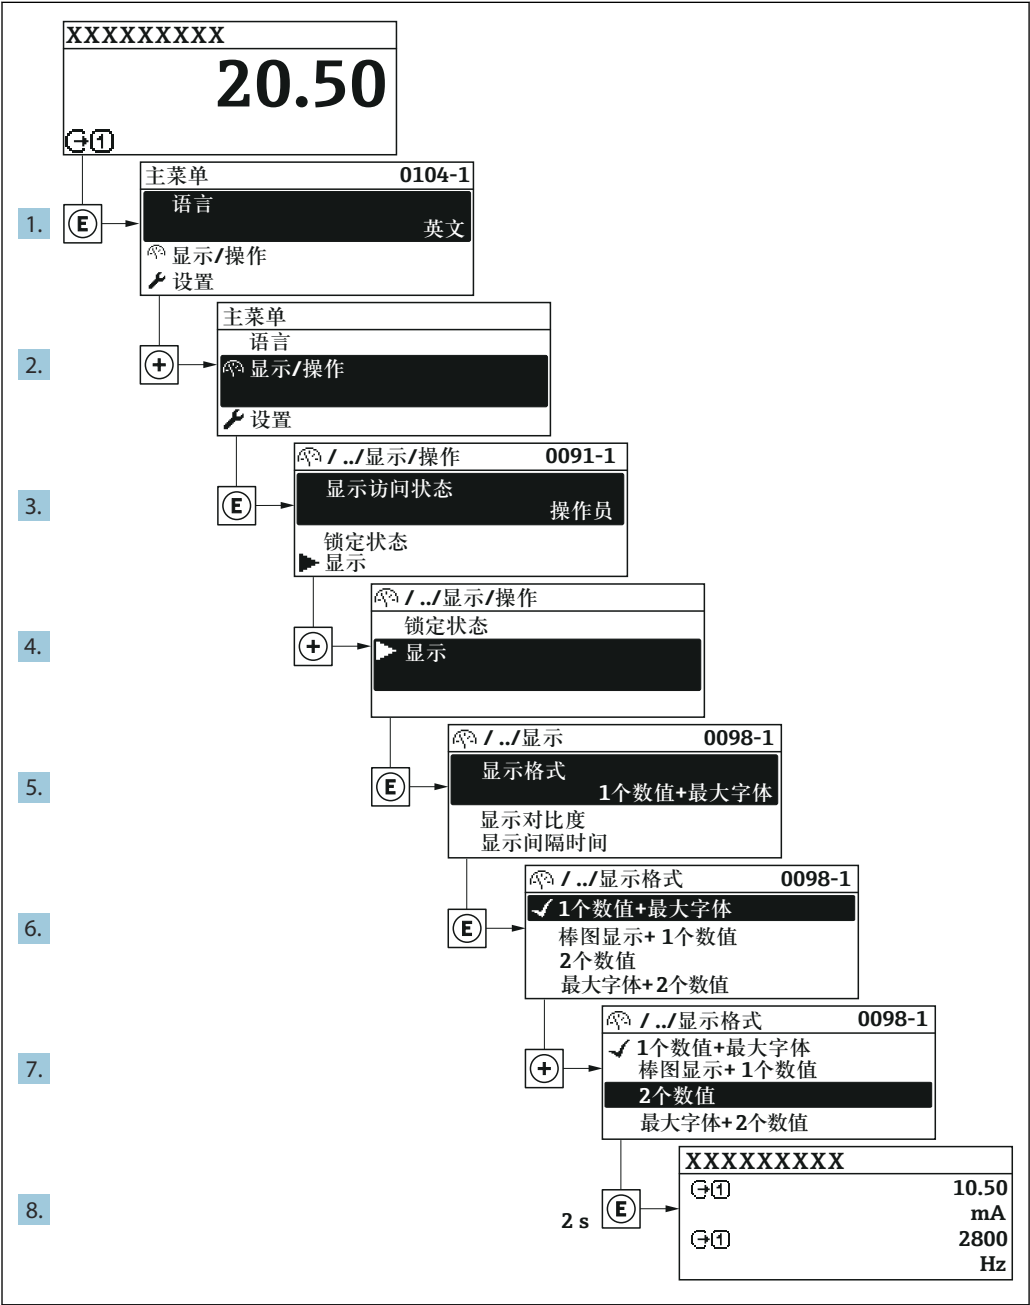 XXXXXXXXX
20.50
1
主菜单 0104-1
语言
英文
显示/操作
设置
1. E
主菜单
语言
显示/操作
设置
2. +
/ ../显示/操作 0091-1
显示访问状态
操作员
锁定状态
显示
3. E
/ ../显示/操作
锁定状态
显示
4. +
/ ../显示 0098-1
显示格式
1个数值+最大字体
显示对比度
显示间隔时间
5. E
/ ../显示格式 0098-1
1个数值+最大字体
棒图显示+ 1个数值
2个数值
最大字体+2个数值
6. E
/ ../显示格式 0098-1
1个数值+最大字体
棒图显示+ 1个数值
2个数值
最大字体+2个数值
7. +
XXXXXXXXX
1 10.50
mA
1 2800
Hz
8. 2 s E